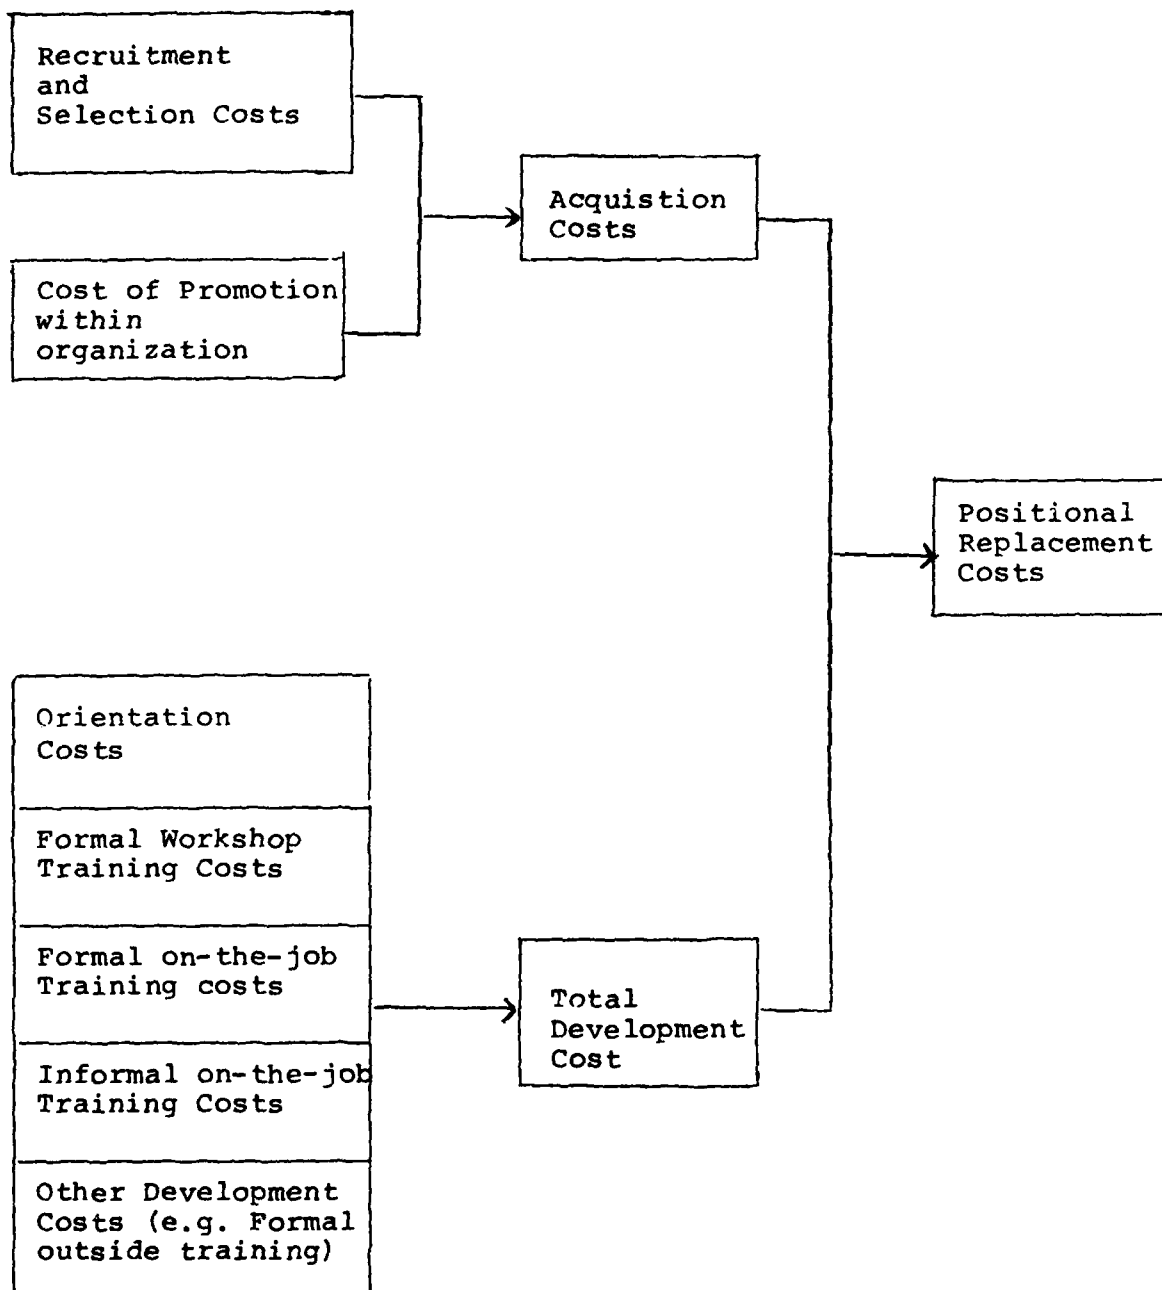 Recruitment
and
Selection Costs
Cost of Promotion
within
organization
Acquistion
Costs
Positional
Replacement
Costs
Orientation
Costs
Formal Workshop
Training Costs
Formal on-the-job
Training costs
Informal on-the-job
Training Costs
Other Development
Costs (e.g. Formal
outside training)
Total
Development
Cost